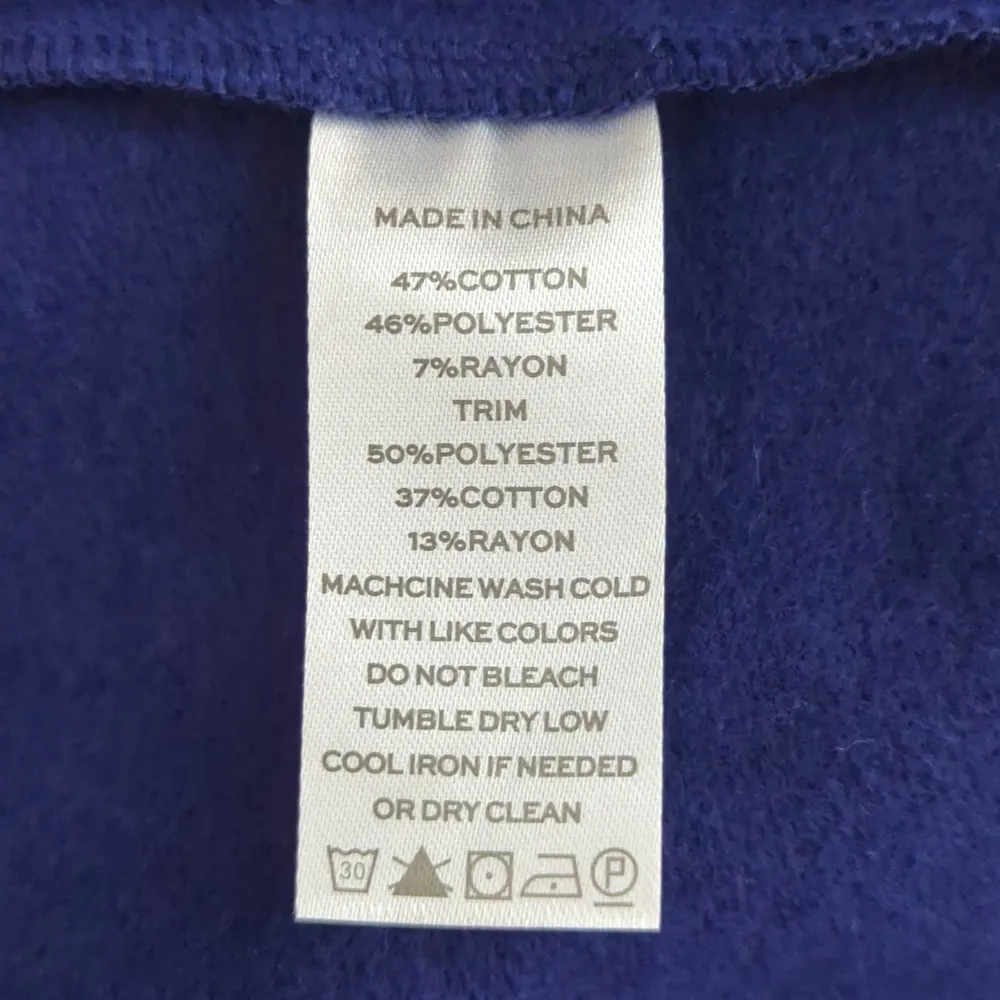 MADE IN CHINA
47%COTTON
46%POLYESTER
7%RAYON
TRIM
50%POLYESTER
37%COTTON
13%RAYON
MACHCINE WASH COLD
WITH LIKE COLORS
DO NOT BLEACH
TUMBLE DRY LOW
COOL IRON IF NEEDED
OR DRY CLEAN
30 P